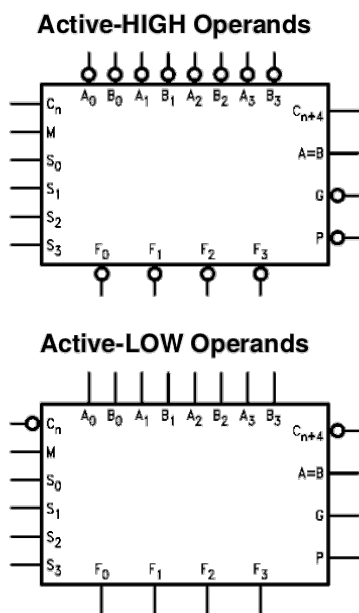 Active-HIGH Operands
A0 B0 A1 B1 A2 B2 A3 B3
Cn
Cn+4
M
A=B
S0
S1
G
S2
S3
P
F0 F1 F2 F3
Active-LOW Operands
A0 B0 A1 B1 A2 B2 A3 B3
Cn
Cn+4
M
A=B
S0
S1
G
S2
S3
P
F0 F1 F2 F3